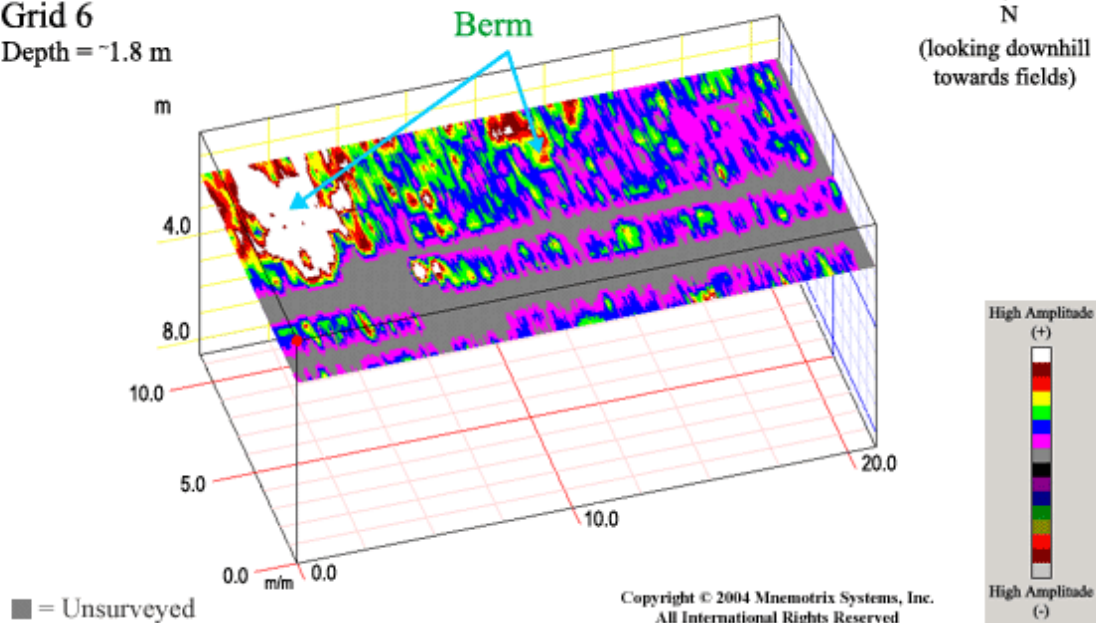 Grid 6
Depth = ~1.8 m
Berm
N
(looking downhill
towards fields)
m
4.0
8.0
10.0
5.0
0.0
m/m
0.0
10.0
20.0
High Amplitude
(+)
High Amplitude
(-)
= Unsurveyed
Copyright © 2004 Mnemotrix Systems, Inc.
All International Rights Reserved